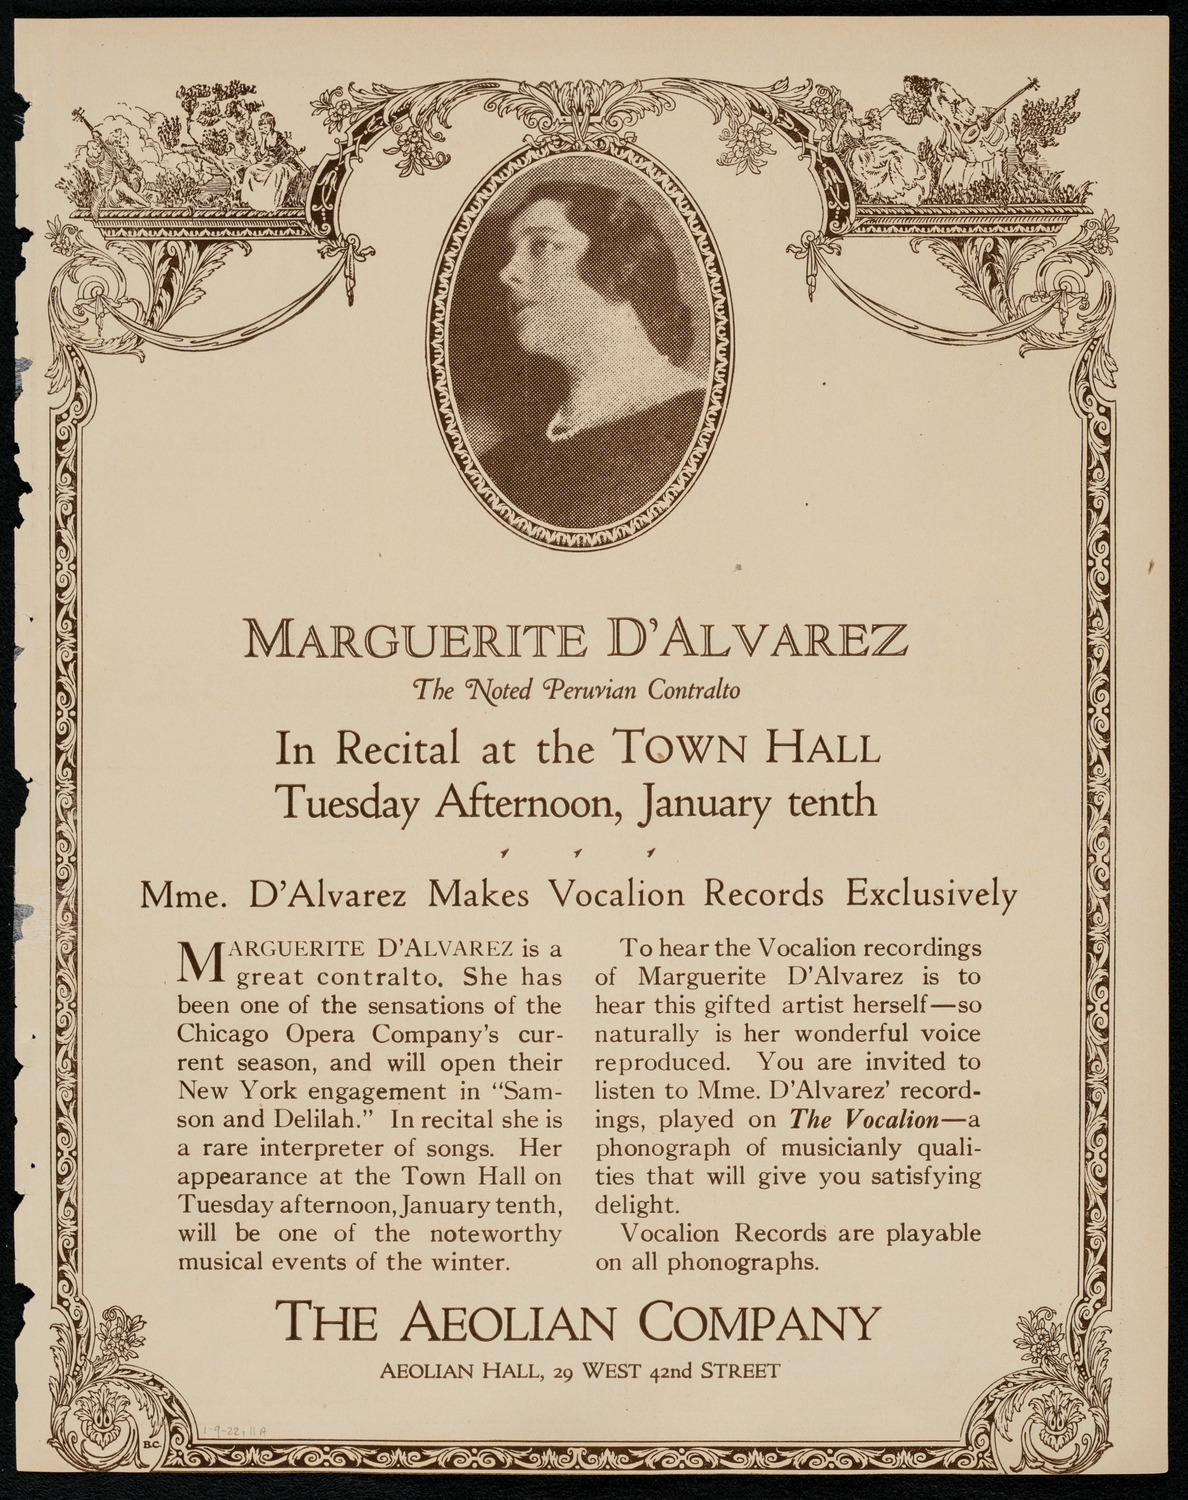 MARGUERITE D'ALVAREZ
The Noted Peruvian Contralto
In Recital at the TOWN HALL
Tuesday Afternoon, January tenth
Mme. D'Alvarez Makes Vocalion Records Exclusively
MARGUERITE D'ALVAREZ is a
great contralto. She has
been one of the sensations of the
Chicago Opera Company's cur-
rent season, and will open their
New York engagement in “Sam-
son and Delilah.” In recital she is
a rare interpreter of songs. Her
appearance at the Town Hall on
Tuesday afternoon, January tenth,
will be one of the noteworthy
musical events of the winter.
To hear the Vocalion recordings
of Marguerite D'Alvarez is to
hear this gifted artist herself—so
naturally is her wonderful voice
reproduced. You are invited to
listen to Mme. D'Alvarez' record-
ings, played on The Vocalion—a
phonograph of musicianly quali-
ties that will give you satisfying
delight.
Vocalion Records are playable
on all phonographs.
THE AEOLIAN COMPANY
AEOLIAN HALL, 29 WEST 42nd STREET
B.C.
1-9-22, 11A